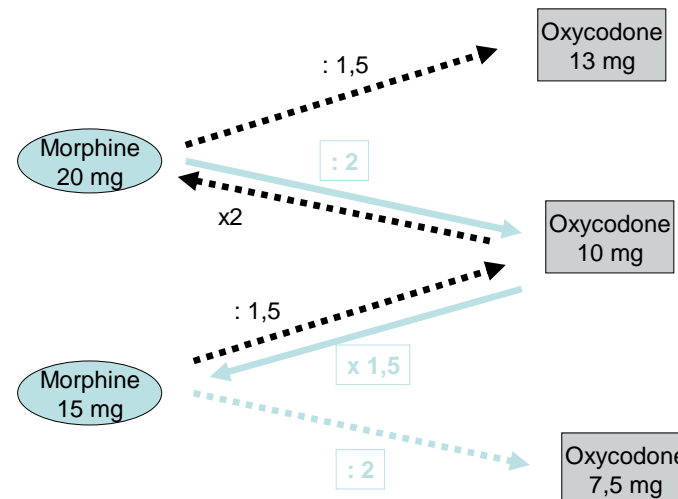 Oxycodone
13 mg
: 1,5
Morphine
20 mg
: 2
x2
Oxycodone
10 mg
: 1,5
x 1,5
Morphine
15 mg
: 2
Oxycodone
7,5 mg